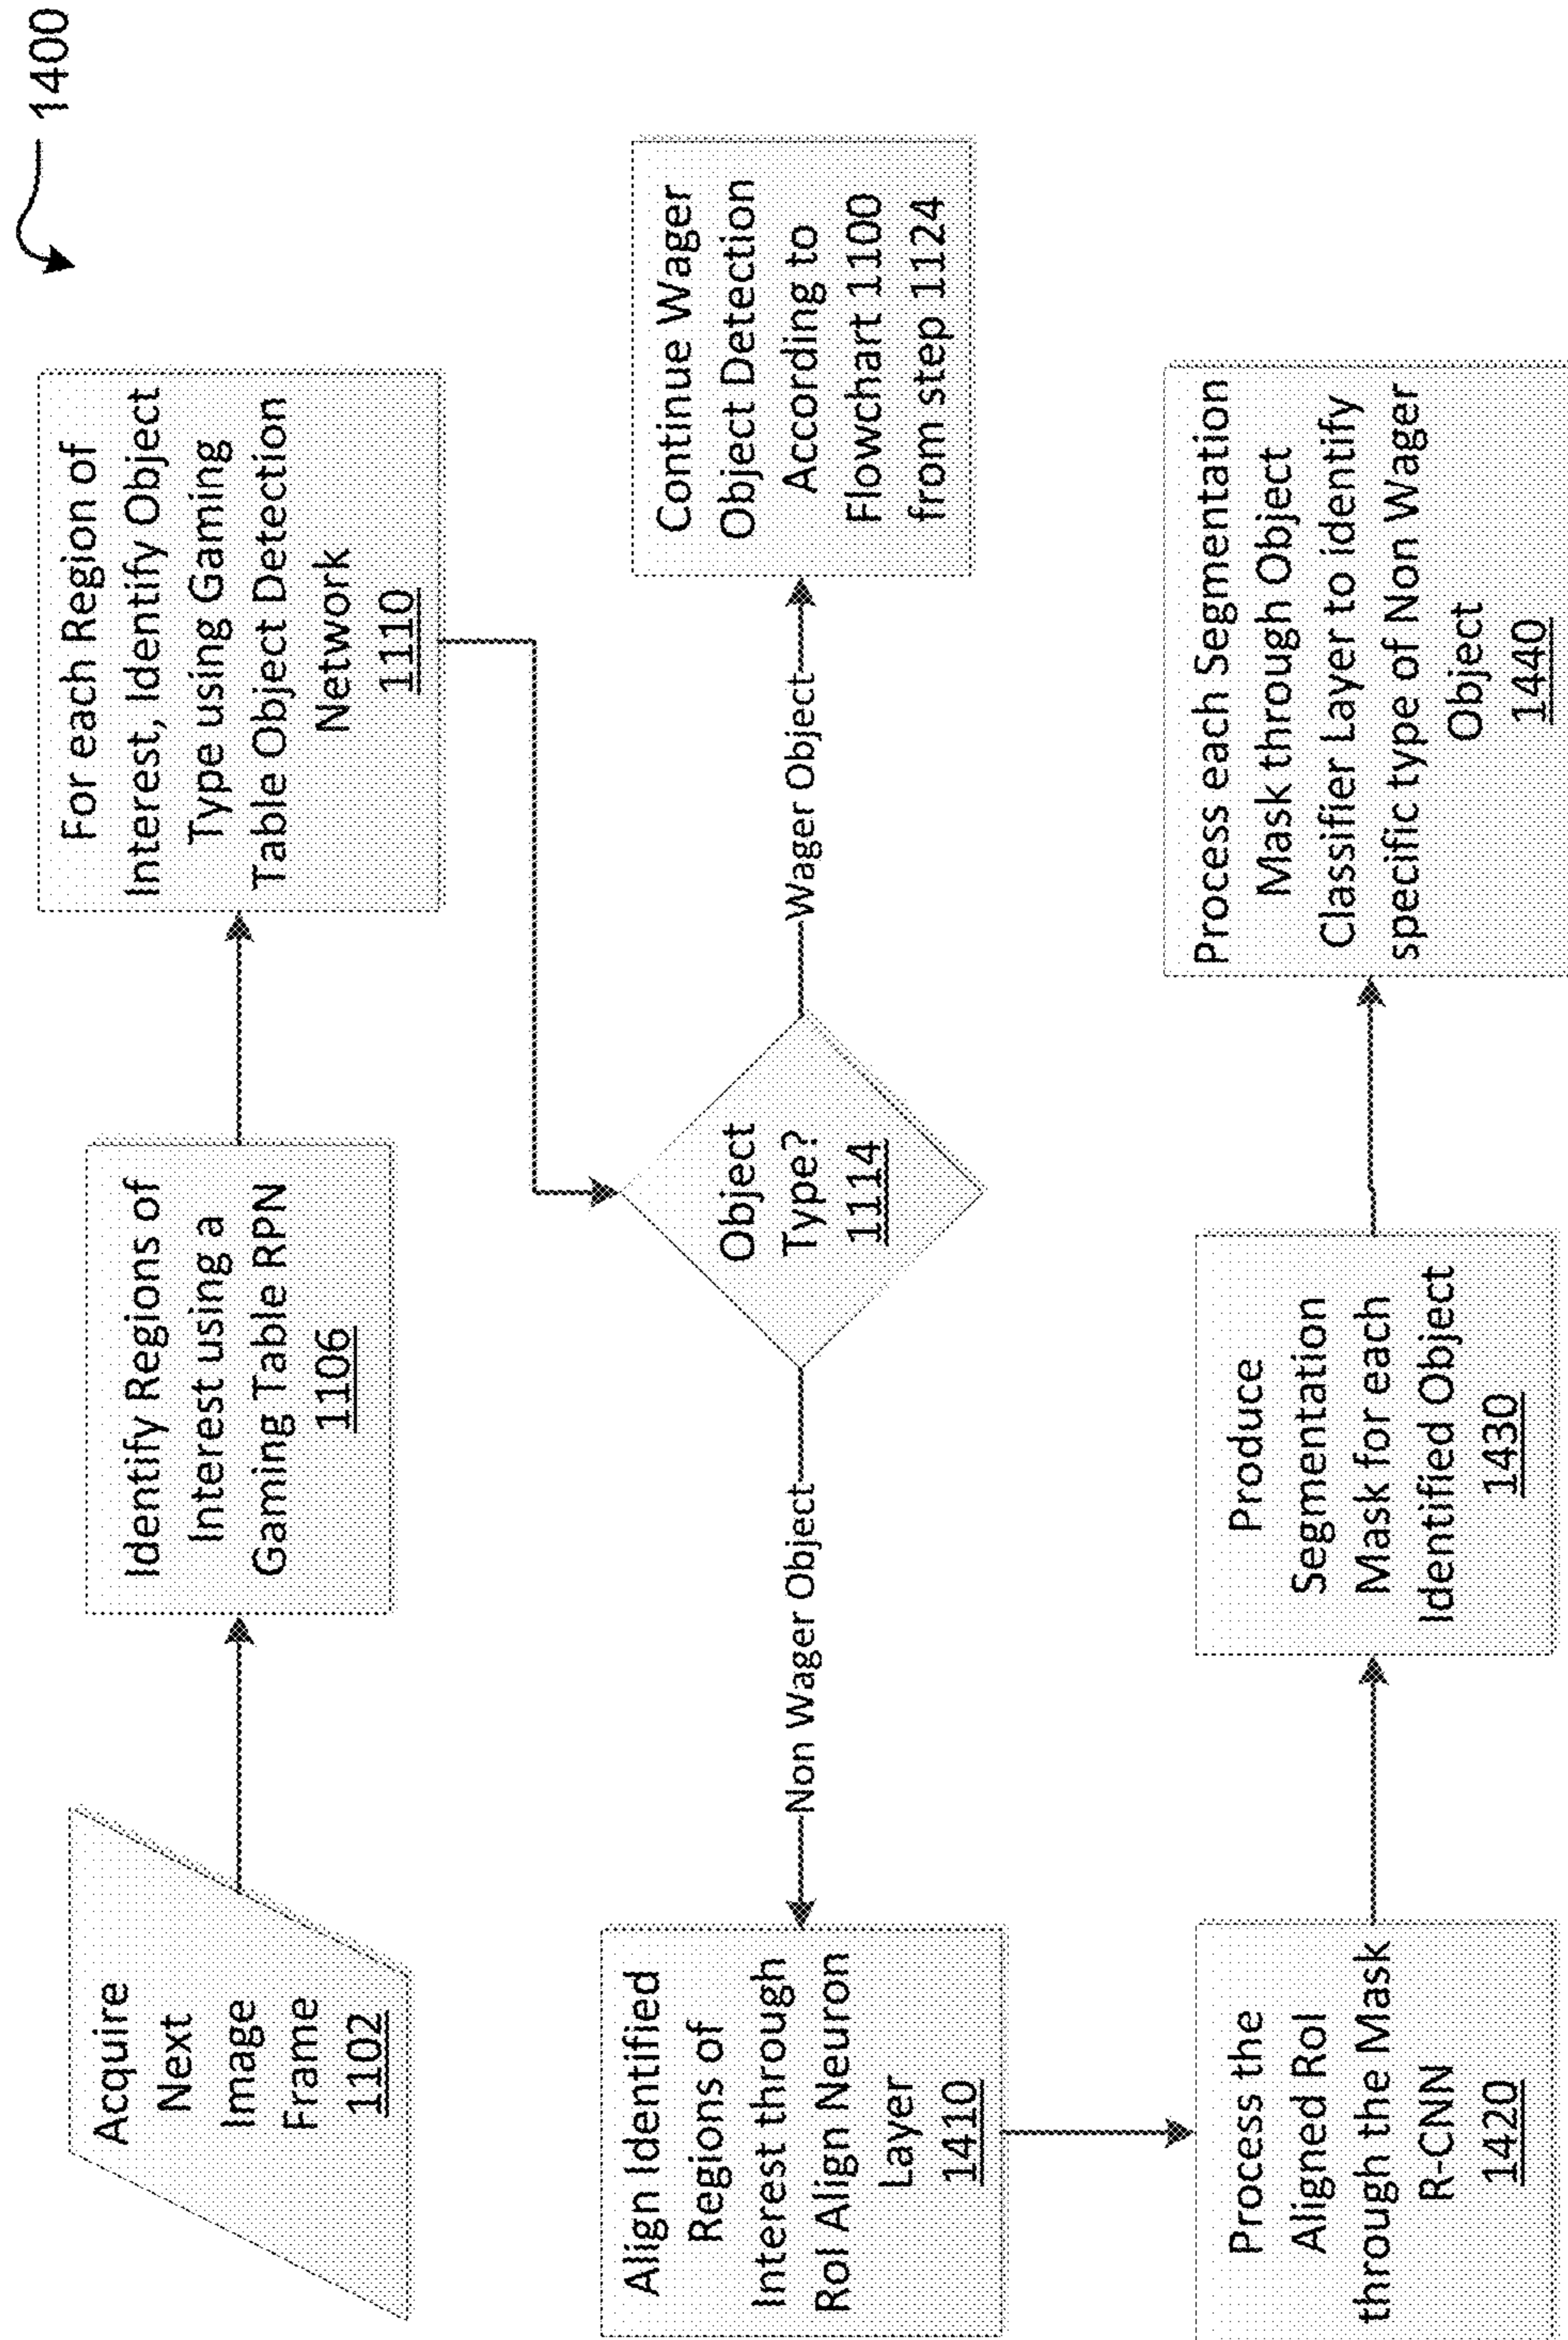 1400
Acquire
Next
Image
Frame
1102
Identify Regions of
Interest using a
Gaming Table RPN
1106
For each Region of
Interest, Identify Object
Type using Gaming
Table Object Detection
Network
1110
Object
Type?
1114
Wager Object
Continue Wager
Object Detection
According to
Flowchart 1100
from step 1124
Non Wager Object
Align Identified
Regions of
Interest through
RoI Align Neuron
Layer
1410
Process the
Aligned RoI
through the Mask
R-CNN
1420
Produce
Segmentation
Mask for each
Identified Object
1430
Process each Segmentation
Mask through Object
Classifier Layer to identify
specific type of Non Wager
Object
1440